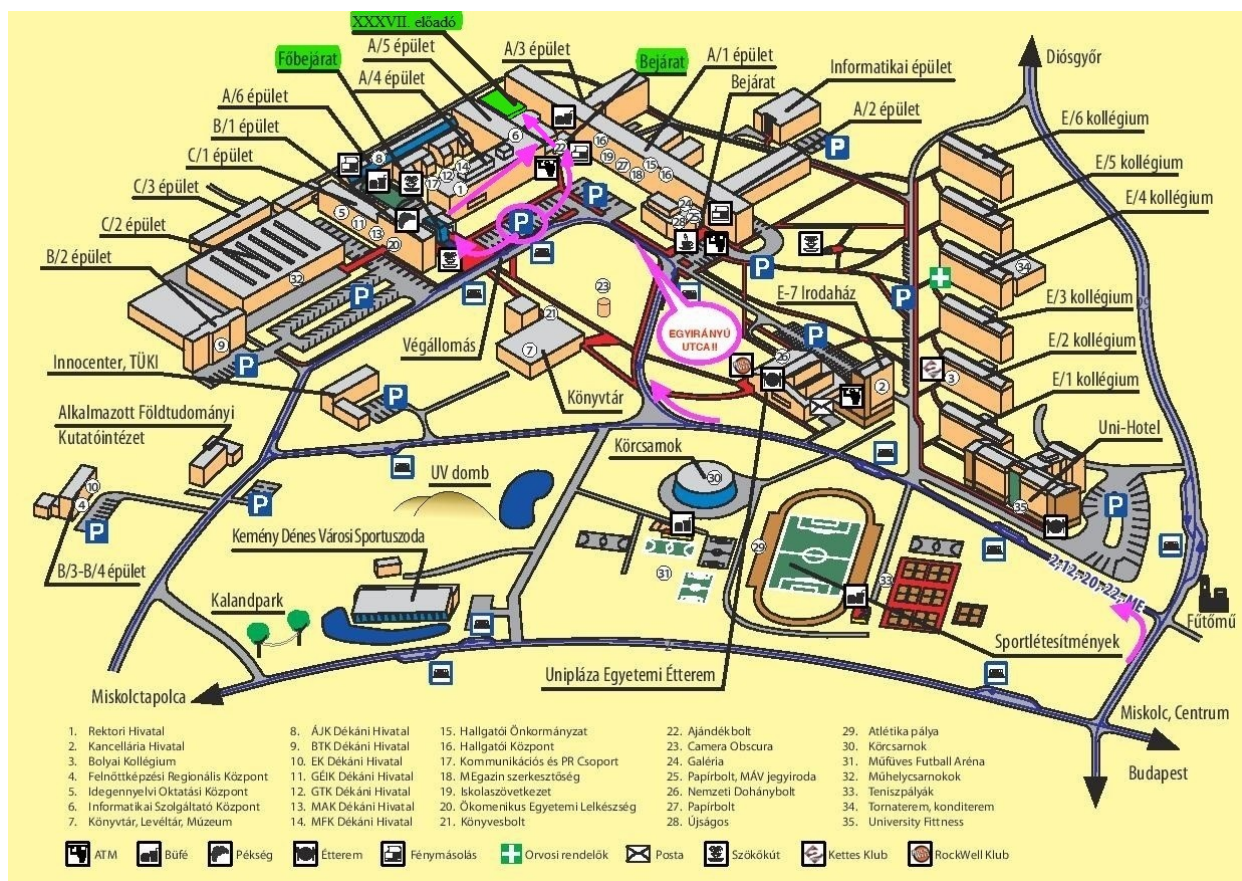 XXXVII. előadó
A/5 épület
A/3 épület
A/1 épület
Főbejárat
Bejárat
Informatikai épület
Diósgyőr
A/4 épület
Bejárat
A/6 épület
A/2 épület
E/6 kollégium
B/1 épület
C/1 épület
E/5 kollégium
C/3 épület
E/4 kollégium
C/2 épület
B/2 épület
E-7 Irodaház
E/3 kollégium
EGYIRÁNYÚ
UTCA!!
Végállomás
Innocenter, TÜKI
E/2 kollégium
Könyvtár
E/1 kollégium
Alkalmazott Földtudományi
Kutatóintézet
Uni-Hotel
Körcsarnok
UV domb
Kemény Dénes Városi Sportuszoda
B/3-B/4 épület
2, 12, 20, 22, ME
Kalandpark
Fűtőmű
Sportlétesítmények
Unipláza Egyetemi Étterem
Miskolctapolca
Miskolc, Centrum
Budapest
1. Rektori Hivatal
2. Kancellária Hivatal
3. Bolyai Kollégium
4. Felnőttképzési Regionális Központ
5. Idegennyelvi Oktatási Központ
6. Informatikai Szolgáltató Központ
7. Könyvtár, Levéltár, Múzeum
8. ÁJK Dékáni Hivatal
9. BTK Dékáni Hivatal
10. EK Dékáni Hivatal
11. GÉIK Dékáni Hivatal
12. GTK Dékáni Hivatal
13. MAK Dékáni Hivatal
14. MFK Dékáni Hivatal
15. Hallgatói Önkormányzat
16. Hallgatói Központ
17. Kommunikációs és PR Csoport
18. MEgazin szerkesztőség
19. Iskolaszövetkezet
20. Ökomenikus Egyetemi Lelkészség
21. Könyvesbolt
22. Ajándékbolt
23. Camera Obscura
24. Galéria
25. Papírbolt, MÁV jegyiroda
26. Nemzeti Dohánybolt
27. Papírbolt
28. Újságos
29. Atlétika pálya
30. Körcsarnok
31. Műfüves Futball Aréna
32. Műhelycsarnokok
33. Teniszpályák
34. Tornaterem, konditerem
35. University Fittness
ATM
Büfé
Pékség
Étterem
Fénymásolás
Orvosi rendelők
Posta
Szökőkút
Kettes Klub
RockWell Klub